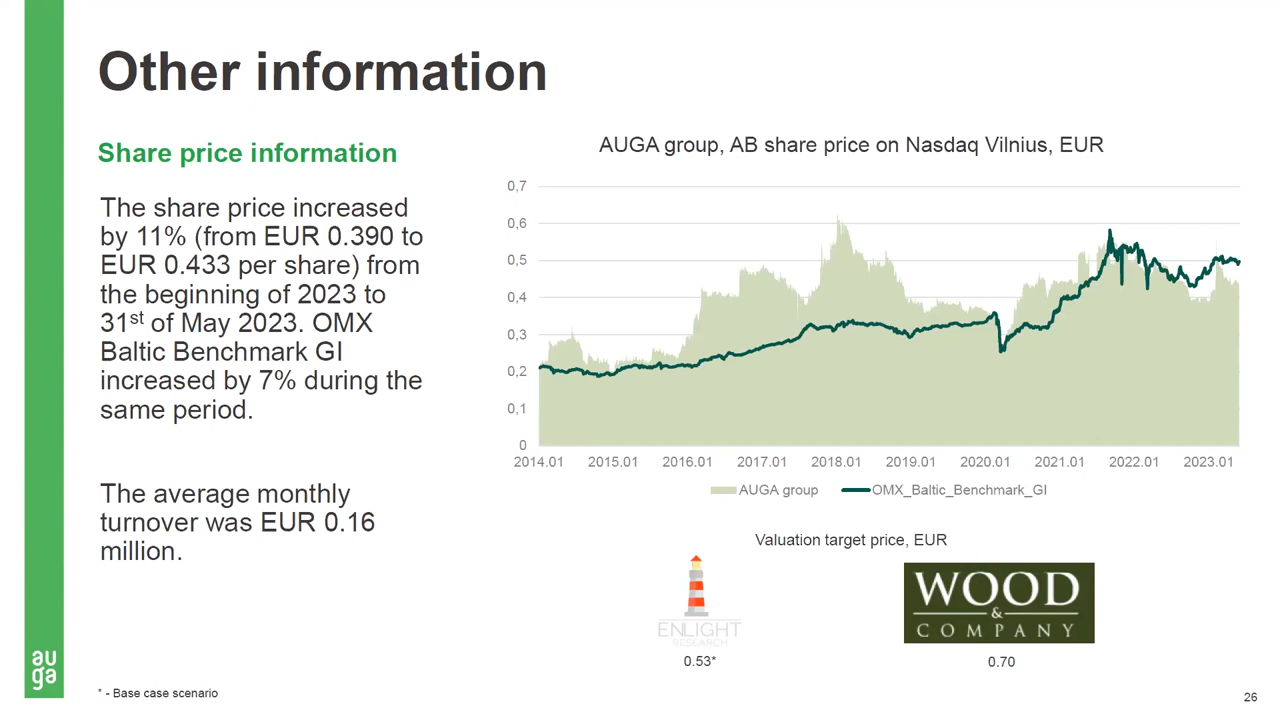 Other information
Share price information
The share price increased
by 11% (from EUR 0.390 to
EUR 0.433 per share) from
the beginning of 2023 to
31st of May 2023. OMX
Baltic Benchmark GI
increased by 7% during the
same period.
The average monthly
turnover was EUR 0.16
million.
AUGA group, AB share price on Nasdaq Vilnius, EUR
0,7
0,6
0,5
0,4
0,3
0,2
0,1
0
2014.01 2015.01 2016.01 2017.01 2018.01 2019.01 2020.01 2021.01 2022.01 2023.01
AUGA group OMX_Baltic_Benchmark_GI
Valuation target price, EUR
ENLIGHT
RESEARCH
0.53*
WOOD
&
COMPANY
0.70
au
ga
* - Base case scenario
26